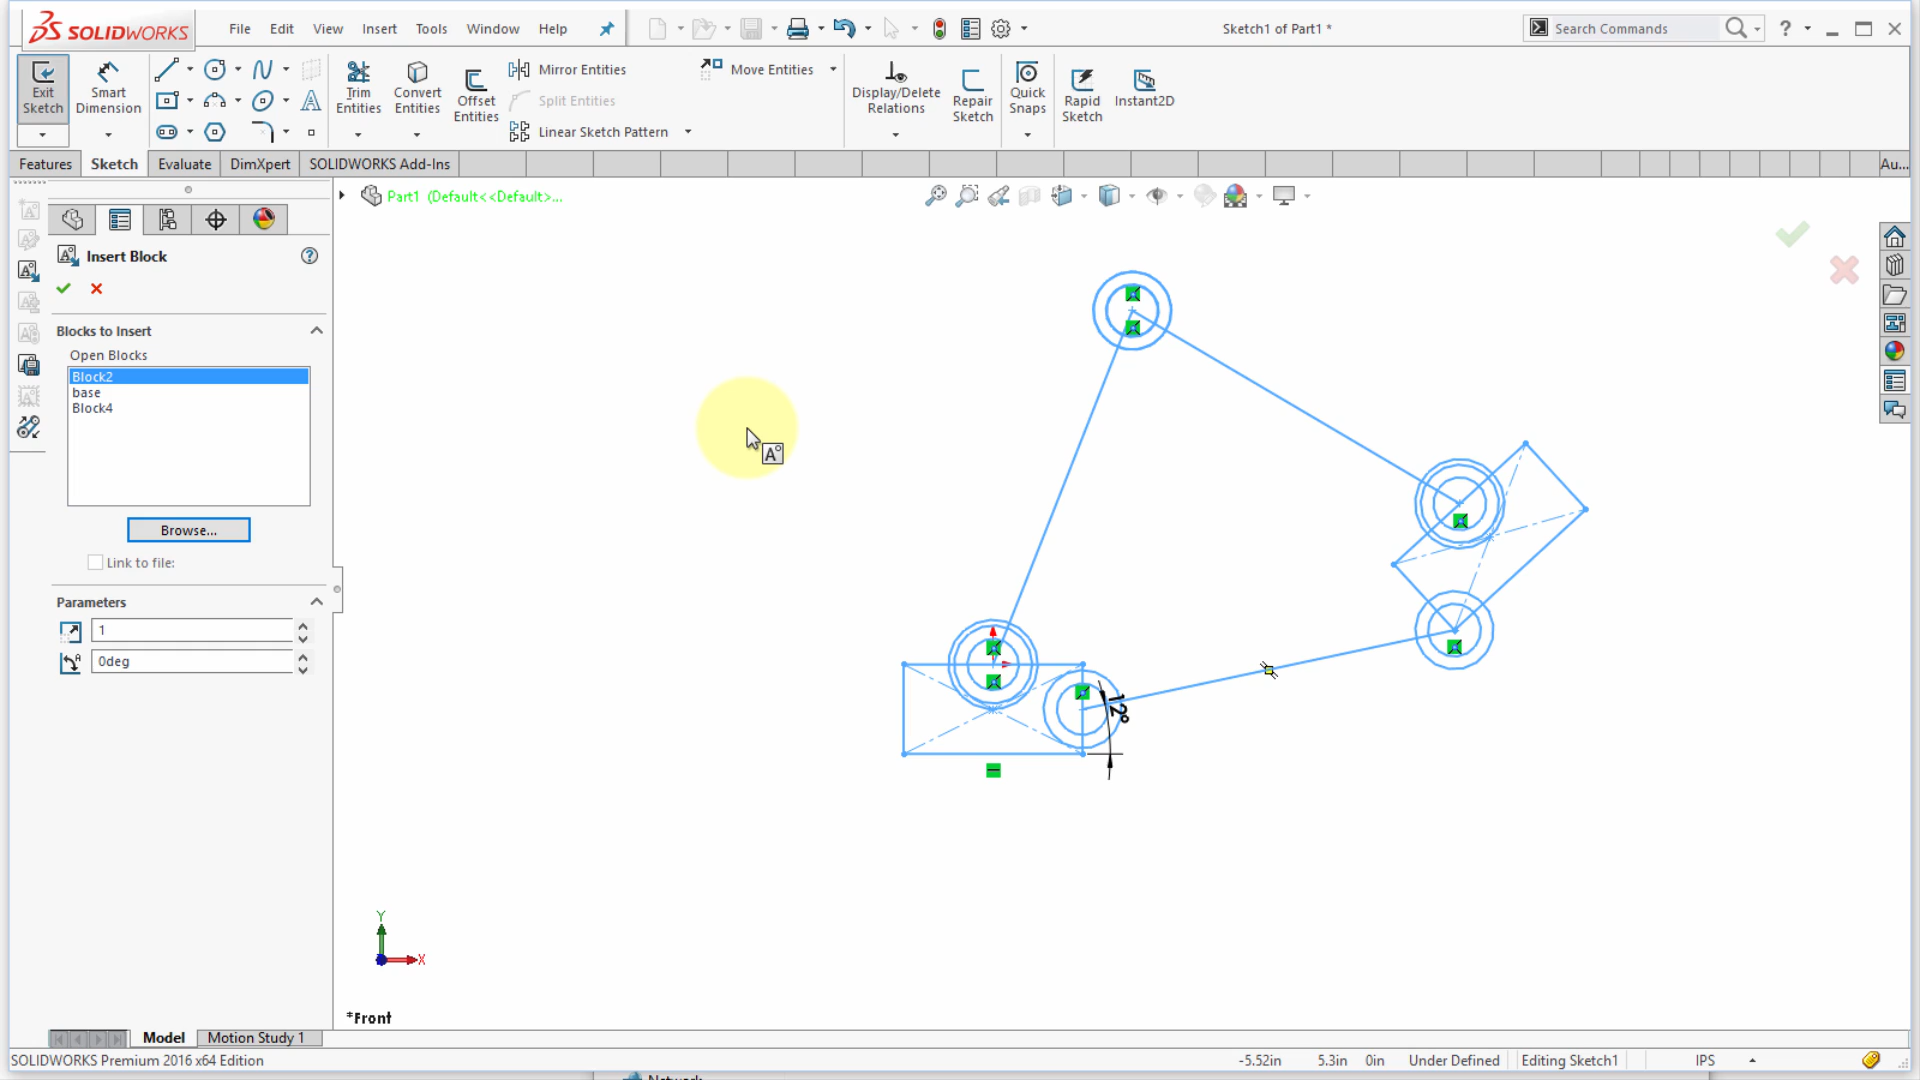 SOLIDWORKS File Edit View Insert Tools Window Help Sketch1 of Part1 * Search Commands
Exit Sketch
Smart Dimension
Trim Entities
Convert Entities
Offset Entities
Mirror Entities
Split Entities
Linear Sketch Pattern
Move Entities
Display/Delete Relations
Repair Sketch
Quick Snaps
Rapid Sketch
Instant2D
Features Sketch Evaluate DimXpert SOLIDWORKS Add-Ins Au...
Part1 (Default<<Default>...
Insert Block
Blocks to Insert
Open Blocks
Block2
base
Block4
Browse...
Link to file:
Parameters
1
0deg
12°
Y
X
*Front
Model Motion Study 1
SOLIDWORKS Premium 2016 x64 Edition -5.52in 5.3in 0in Under Defined Editing Sketch1 IPS